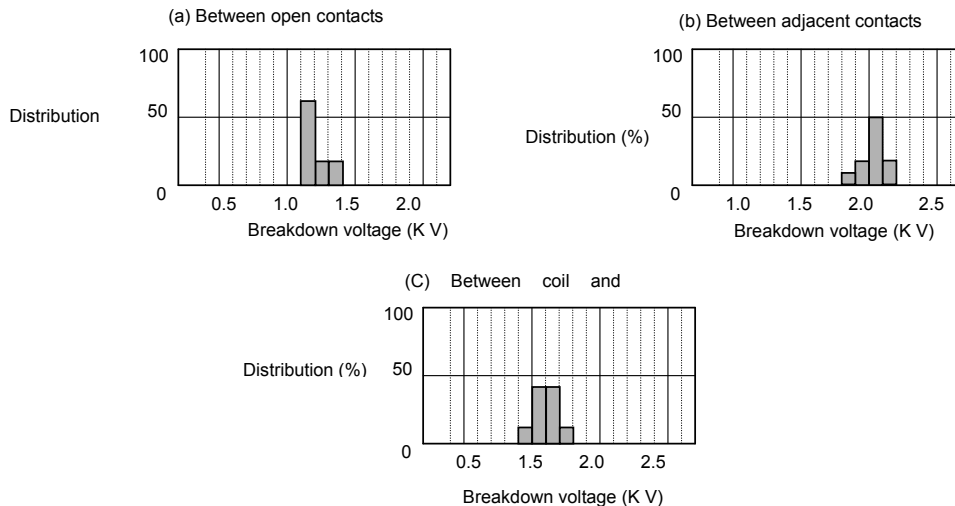 (a) Between open contacts
100
Distribution
50
0
0.5 1.0 1.5 2.0
Breakdown voltage (K V)
(b) Between adjacent contacts
100
50
Distribution (%)
0
1.0 1.5 2.0 2.5
Breakdown voltage (K V)
(C) Between coil and
100
50
Distribution (%)
0
0.5 1.5 2.0 2.5
Breakdown voltage (K V)